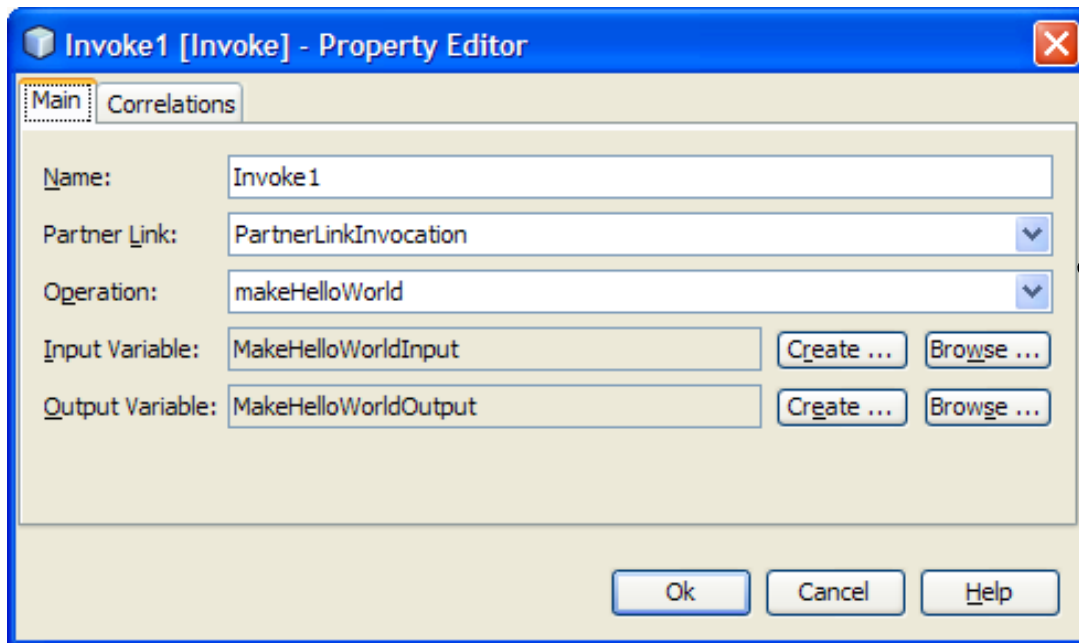 Invoke1 [Invoke] - Property Editor
Main Correlations
Name: Invoke1
Partner Link: PartnerLinkInvocation
Operation: makeHelloWorld
Input Variable: MakeHelloWorldInput Create ... Browse ...
Output Variable: MakeHelloWorldOutput Create ... Browse ...
Ok Cancel Help